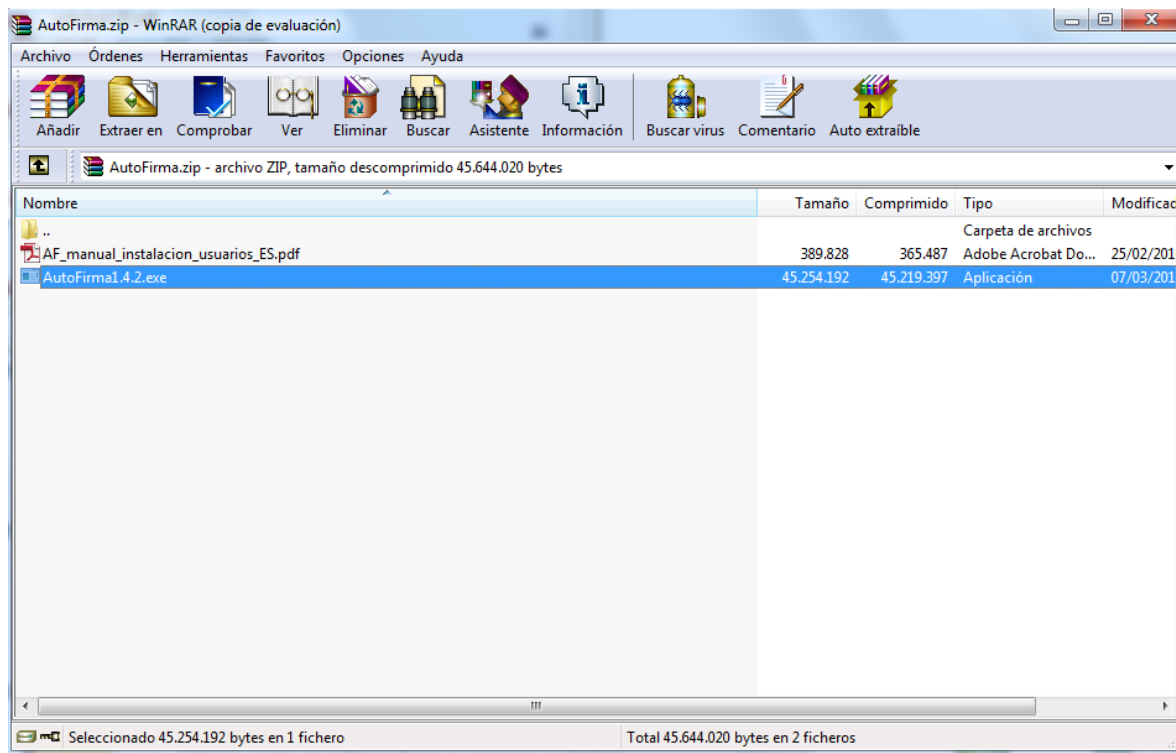 AutoFirma.zip - WinRAR (copia de evaluación)
Archivo Órdenes Herramientas Favoritos Opciones Ayuda
Añadir Extraer en Comprobar Ver Eliminar Buscar Asistente Información Buscar virus Comentario Auto extraíble
AutoFirma.zip - archivo ZIP, tamaño descomprimido 45.644.020 bytes
Nombre Tamaño Comprimido Tipo Modificad
.. Carpeta de archivos
AF_manual_instalacion_usuarios_ES.pdf 389.828 365.487 Adobe Acrobat Do... 25/02/201
AutoFirma1.4.2.exe 45.254.192 45.219.397 Aplicación 07/03/201
Seleccionado 45.254.192 bytes en 1 fichero Total 45.644.020 bytes en 2 ficheros